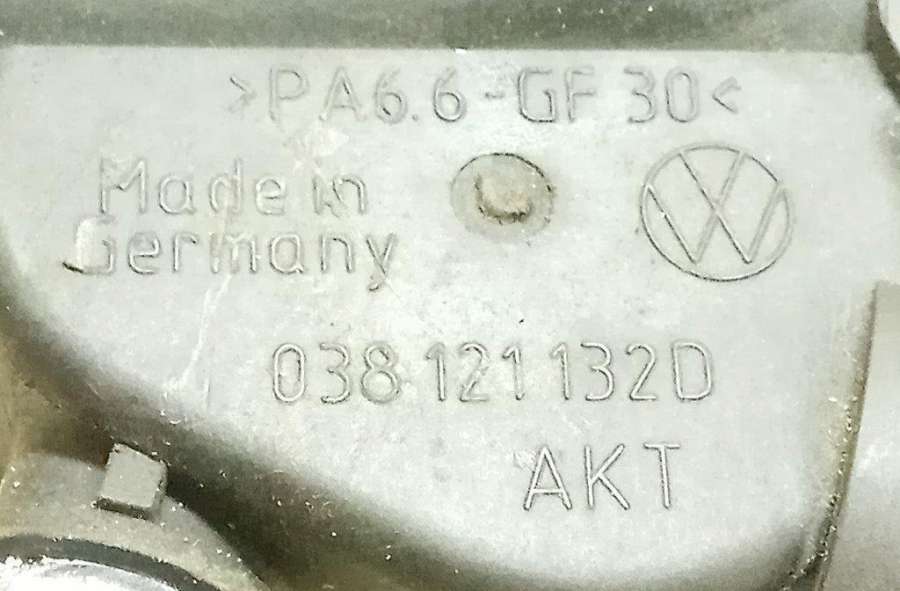 >PA6.6-GF30<
Made in
Germany
038 121 132D
AKT